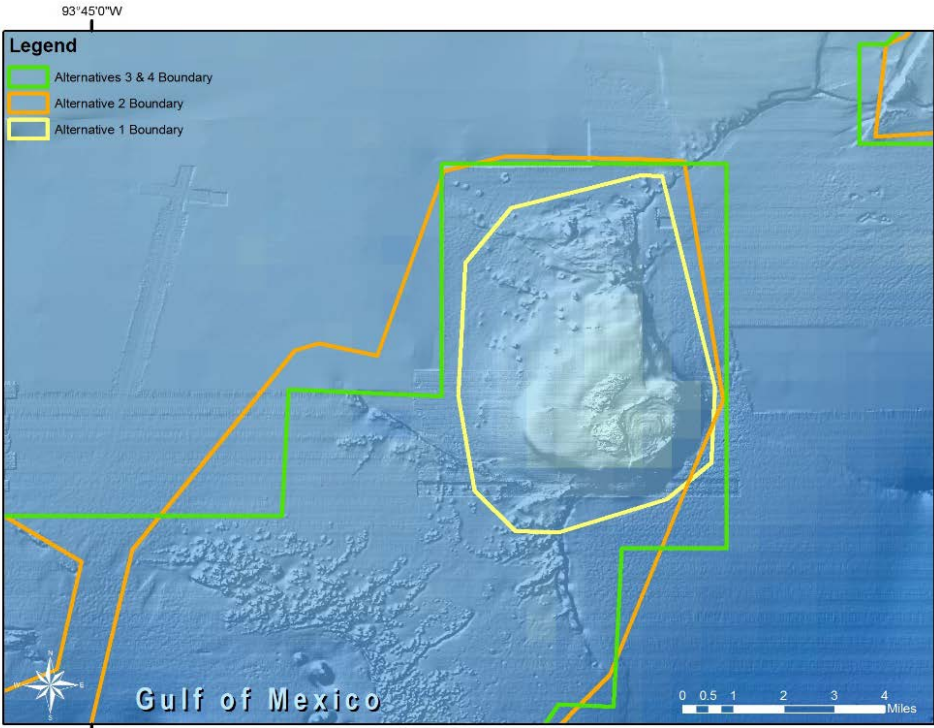 93°45'0"W
Legend
Alternatives 3 & 4 Boundary
Alternative 2 Boundary
Alternative 1 Boundary
N
W E
S
Gulf of Mexico
0 0.5 1 2 3 4
Miles